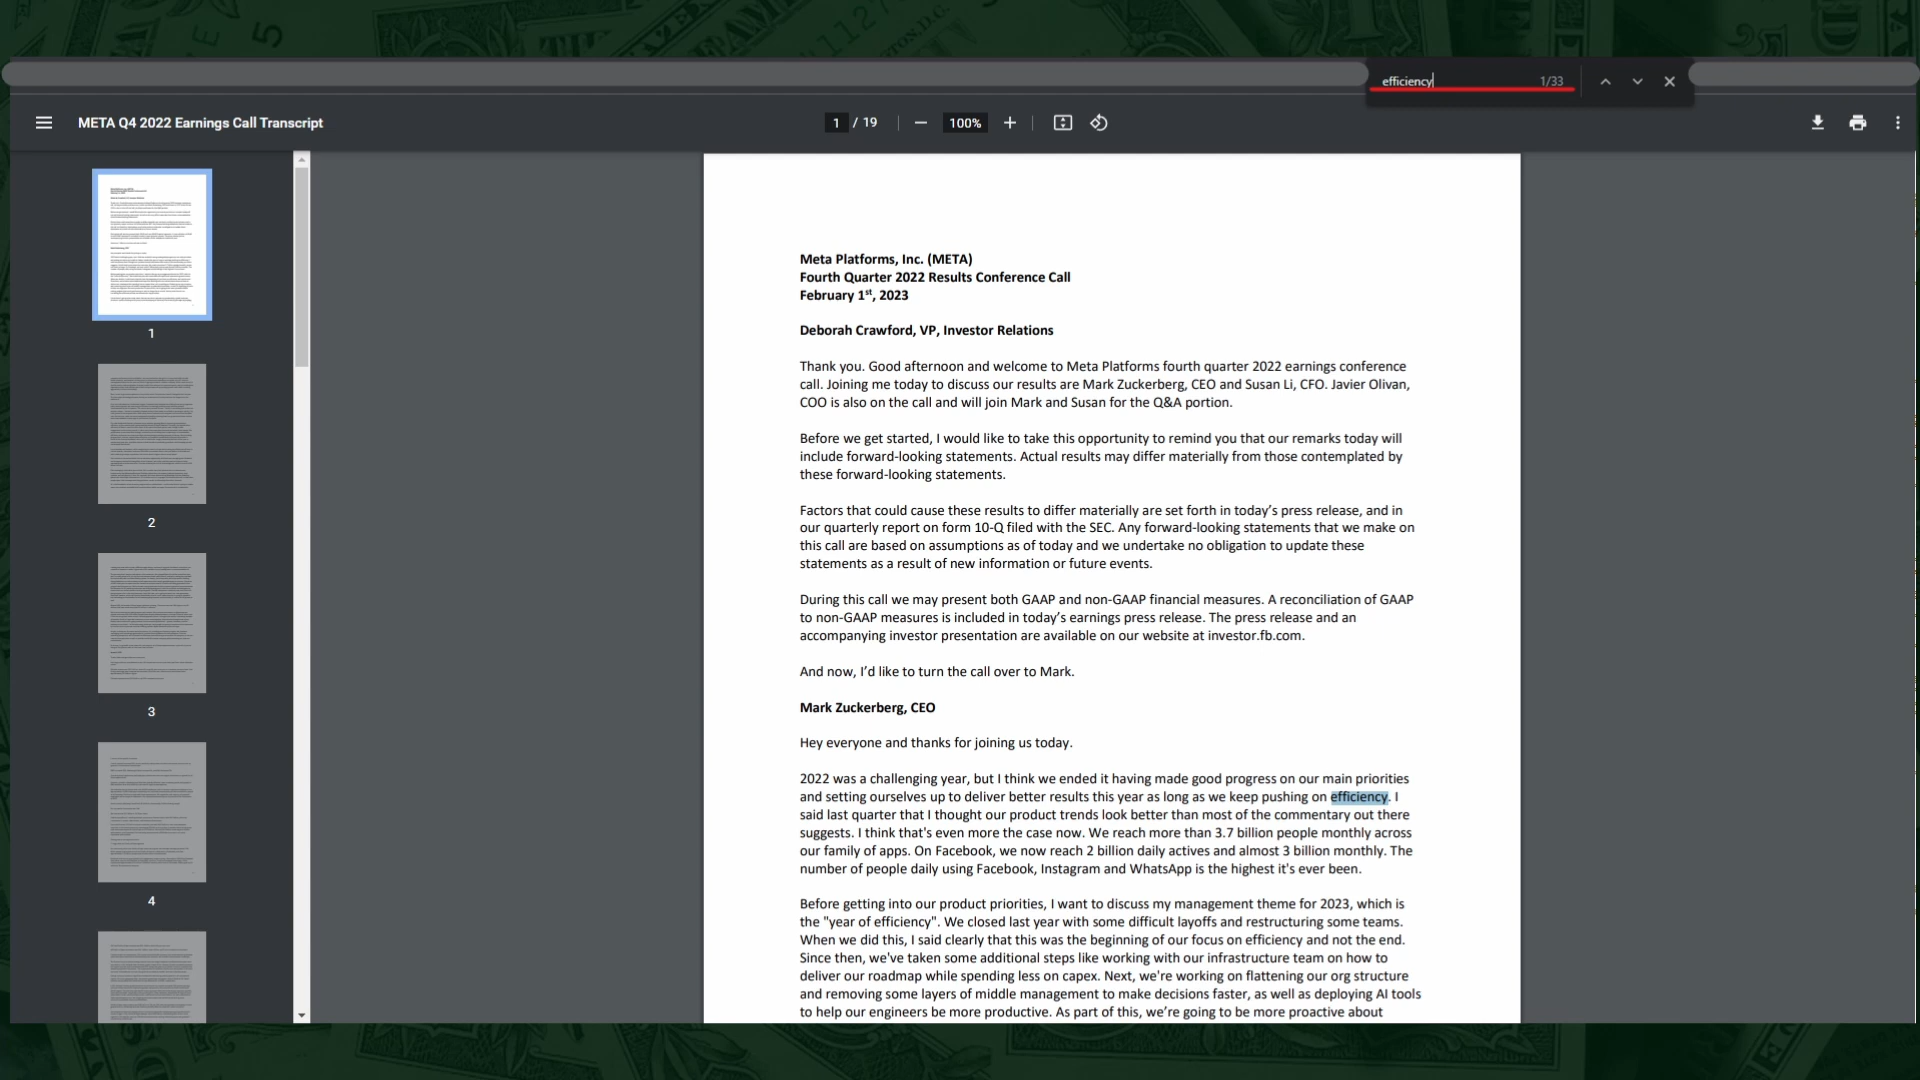 efficiency
1/33
META Q4 2022 Earnings Call Transcript
1 / 19
100%
1
2
3
4
Meta Platforms, Inc. (META)
Fourth Quarter 2022 Results Conference Call
February 1st, 2023
Deborah Crawford, VP, Investor Relations
Thank you. Good afternoon and welcome to Meta Platforms fourth quarter 2022 earnings conference
call. Joining me today to discuss our results are Mark Zuckerberg, CEO and Susan Li, CFO. Javier Olivan,
COO is also on the call and will join Mark and Susan for the Q&A portion.
Before we get started, I would like to take this opportunity to remind you that our remarks today will
include forward-looking statements. Actual results may differ materially from those contemplated by
these forward-looking statements.
Factors that could cause these results to differ materially are set forth in today’s press release, and in
our quarterly report on form 10-Q filed with the SEC. Any forward-looking statements that we make on
this call are based on assumptions as of today and we undertake no obligation to update these
statements as a result of new information or future events.
During this call we may present both GAAP and non-GAAP financial measures. A reconciliation of GAAP
to non-GAAP measures is included in today’s earnings press release. The press release and an
accompanying investor presentation are available on our website at investor.fb.com.
And now, I’d like to turn the call over to Mark.
Mark Zuckerberg, CEO
Hey everyone and thanks for joining us today.
2022 was a challenging year, but I think we ended it having made good progress on our main priorities
and setting ourselves up to deliver better results this year as long as we keep pushing on efficiency. I
said last quarter that I thought our product trends look better than most of the commentary out there
suggests. I think that's even more the case now. We reach more than 3.7 billion people monthly across
our family of apps. On Facebook, we now reach 2 billion daily actives and almost 3 billion monthly. The
number of people daily using Facebook, Instagram and WhatsApp is the highest it's ever been.
Before getting into our product priorities, I want to discuss my management theme for 2023, which is
the "year of efficiency". We closed last year with some difficult layoffs and restructuring some teams.
When we did this, I said clearly that this was the beginning of our focus on efficiency and not the end.
Since then, we've taken some additional steps like working with our infrastructure team on how to
deliver our roadmap while spending less on capex. Next, we're working on flattening our org structure
and removing some layers of middle management to make decisions faster, as well as deploying AI tools
to help our engineers be more productive. As part of this, we’re going to be more proactive about